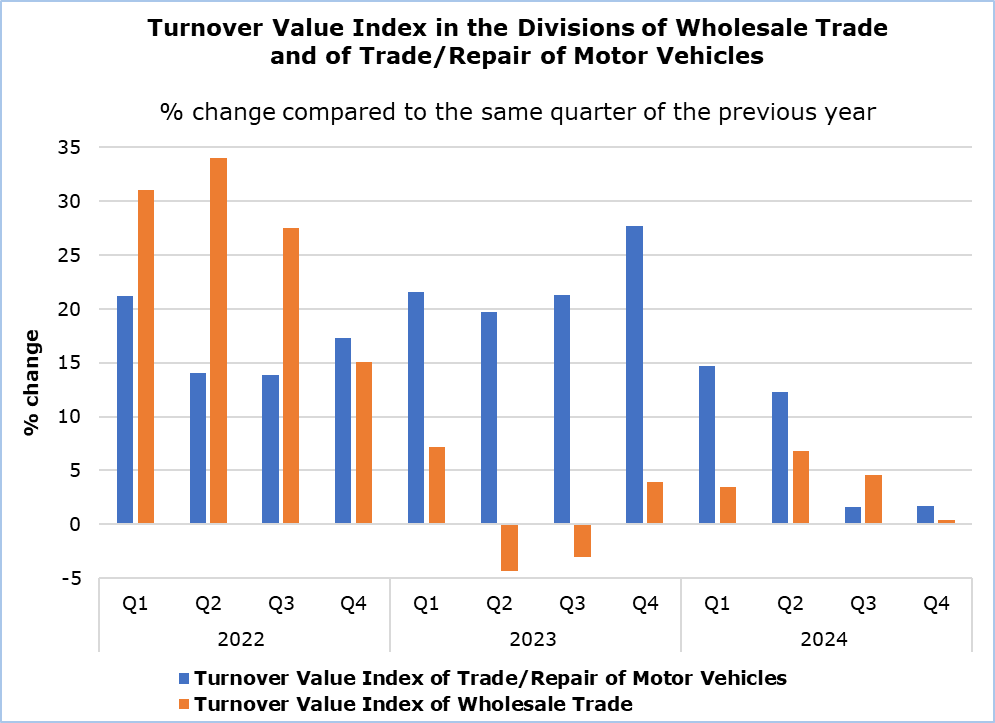 Turnover Value Index in the Divisions of Wholesale Trade
and of Trade/Repair of Motor Vehicles
% change compared to the same quarter of the previous year
35
30
25
20
15
10
5
0
-5
% change
Q1 Q2 Q3 Q4 Q1 Q2 Q3 Q4 Q1 Q2 Q3 Q4
2022 2023 2024
Turnover Value Index of Trade/Repair of Motor Vehicles
Turnover Value Index of Wholesale Trade